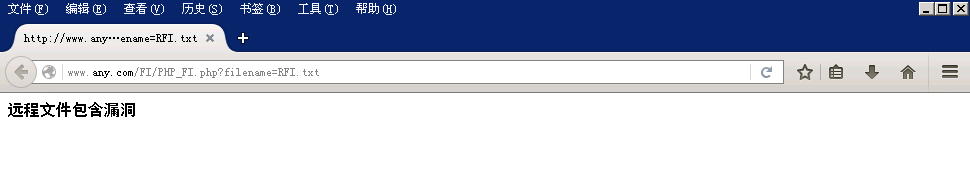 文件(F) 编辑(E) 查看(V) 历史(S) 书签(B) 工具(T) 帮助(H)
http://www.any…ename=RFI.txt
www.any.com/FI/PHP_FI.php?filename=RFI.txt
远程文件包含漏洞